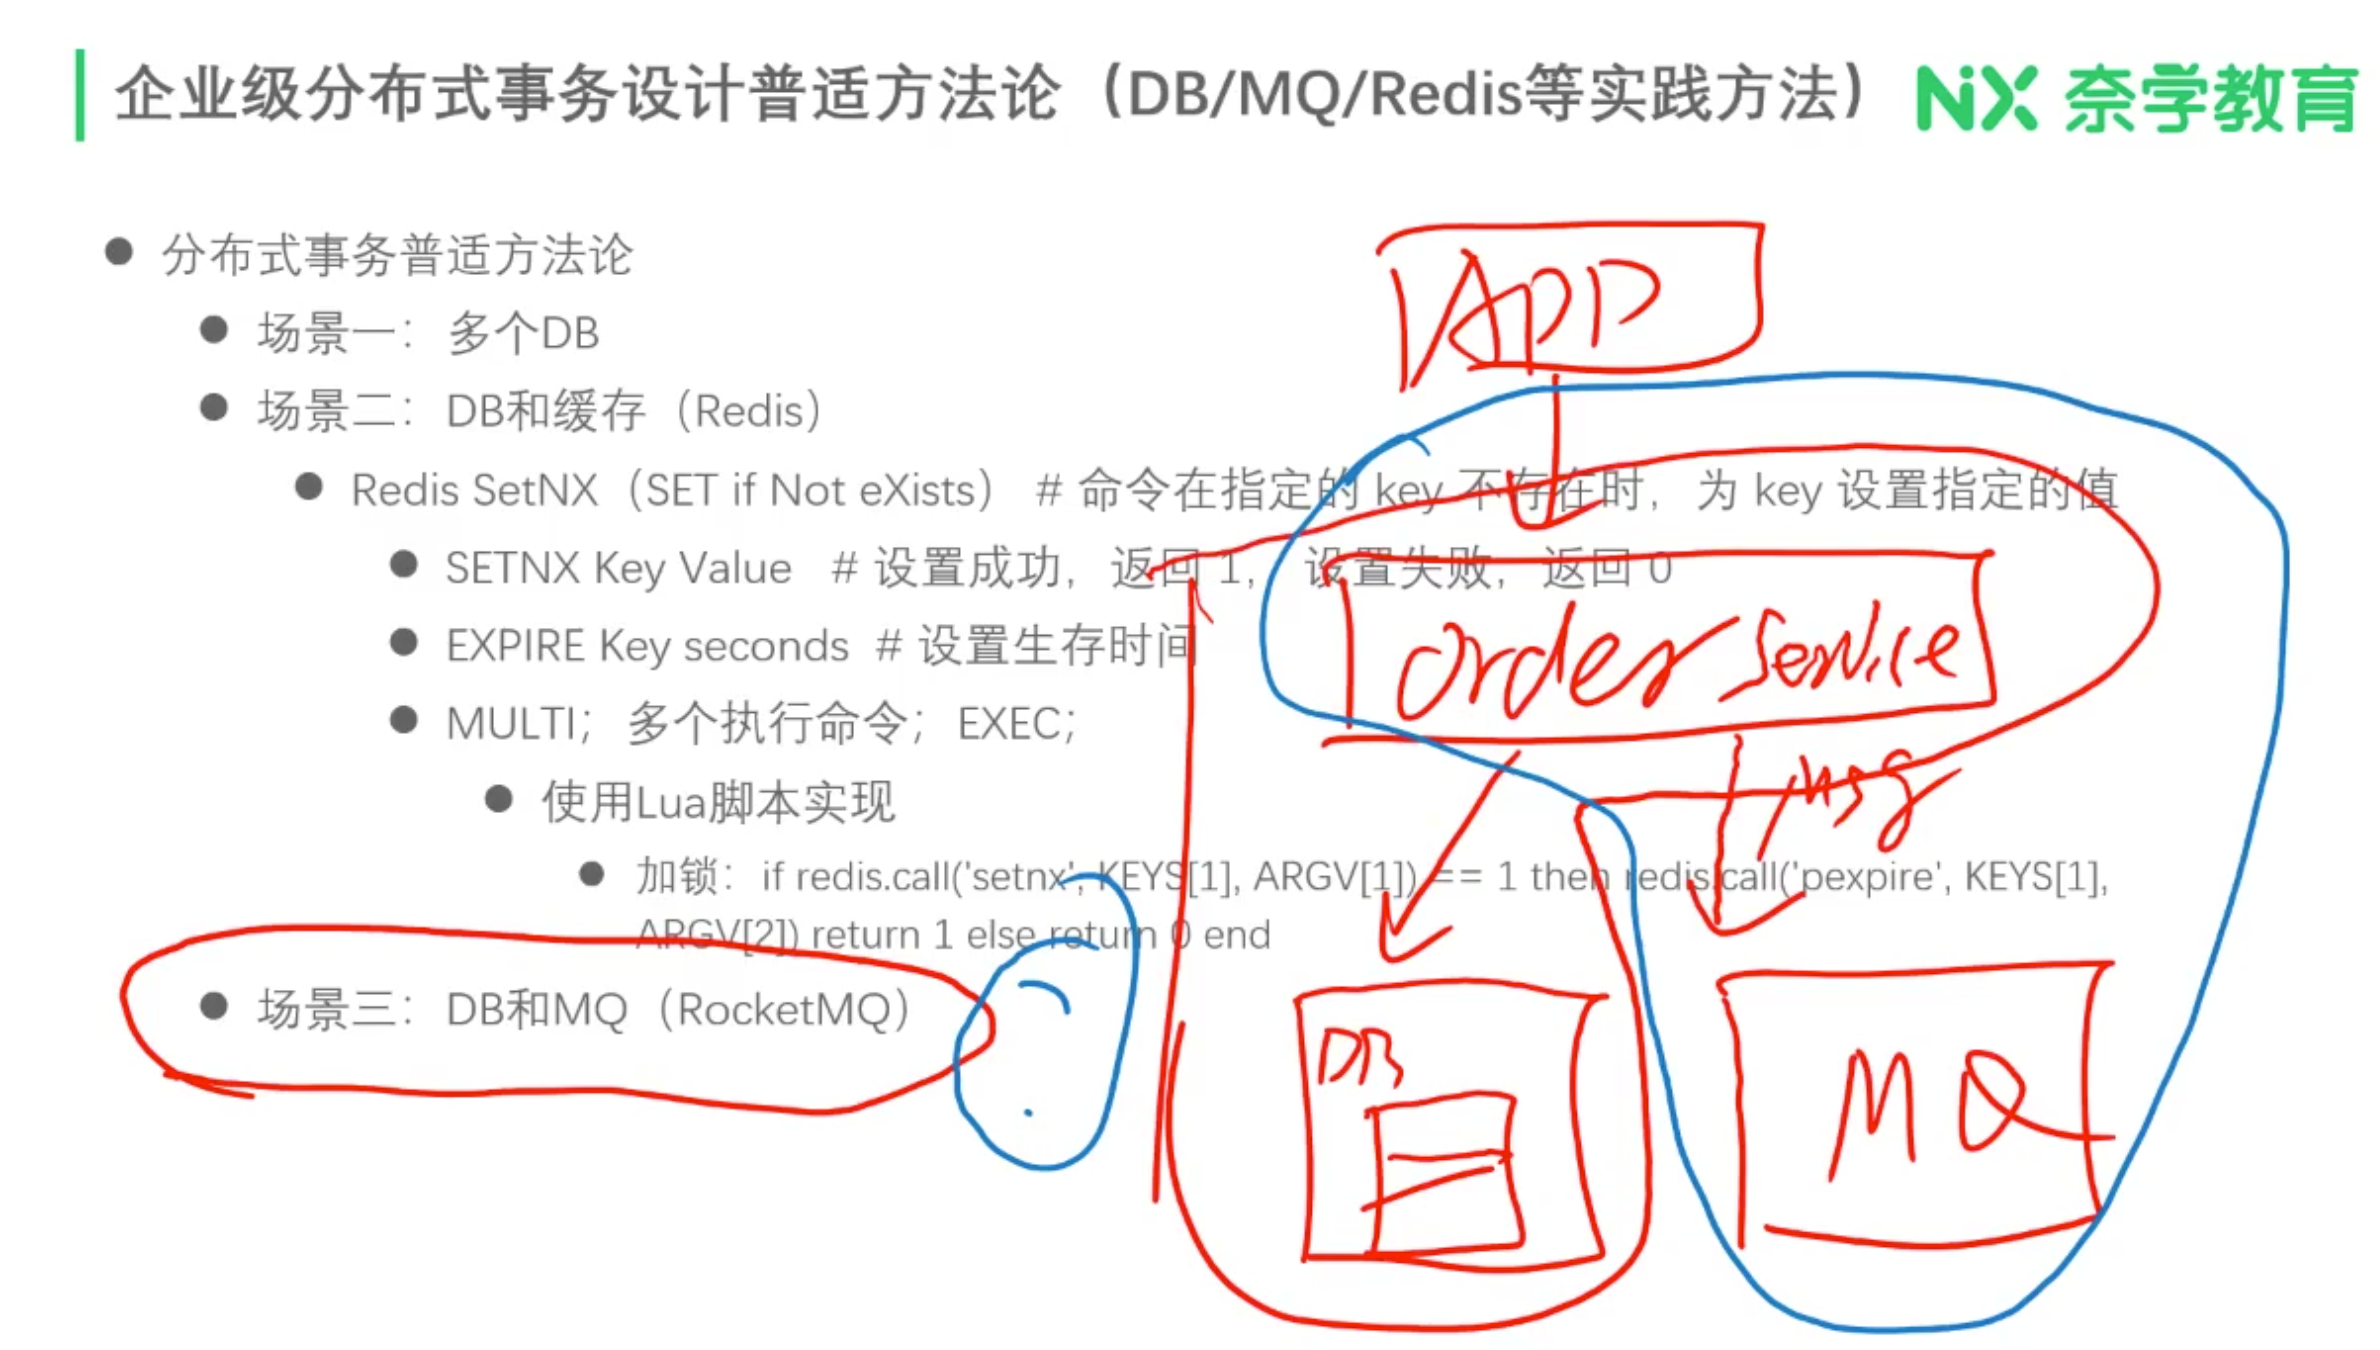 企业级分布式事务设计普适方法论（DB/MQ/Redis等实践方法）
NX 奈学教育
分布式事务普适方法论
场景一： 多个DB
场景二： DB和缓存（Redis）
Redis SetNX（SET if Not eXists） # 命令在指定的 key 不存在时，为 key 设置指定的值
SETNX Key Value # 设置成功，返回 1， 设置失败，返回 0
EXPIRE Key seconds # 设置生存时间
MULTI；多个执行命令；EXEC；
使用Lua脚本实现
加锁：if redis.call('setnx', KEYS[1], ARGV[1]) == 1 then redis.call('pexpire', KEYS[1],
ARGV[2]) return 1 else return 0 end
场景三： DB和MQ（RocketMQ）
APP
Order Service
msg
DB
MQ